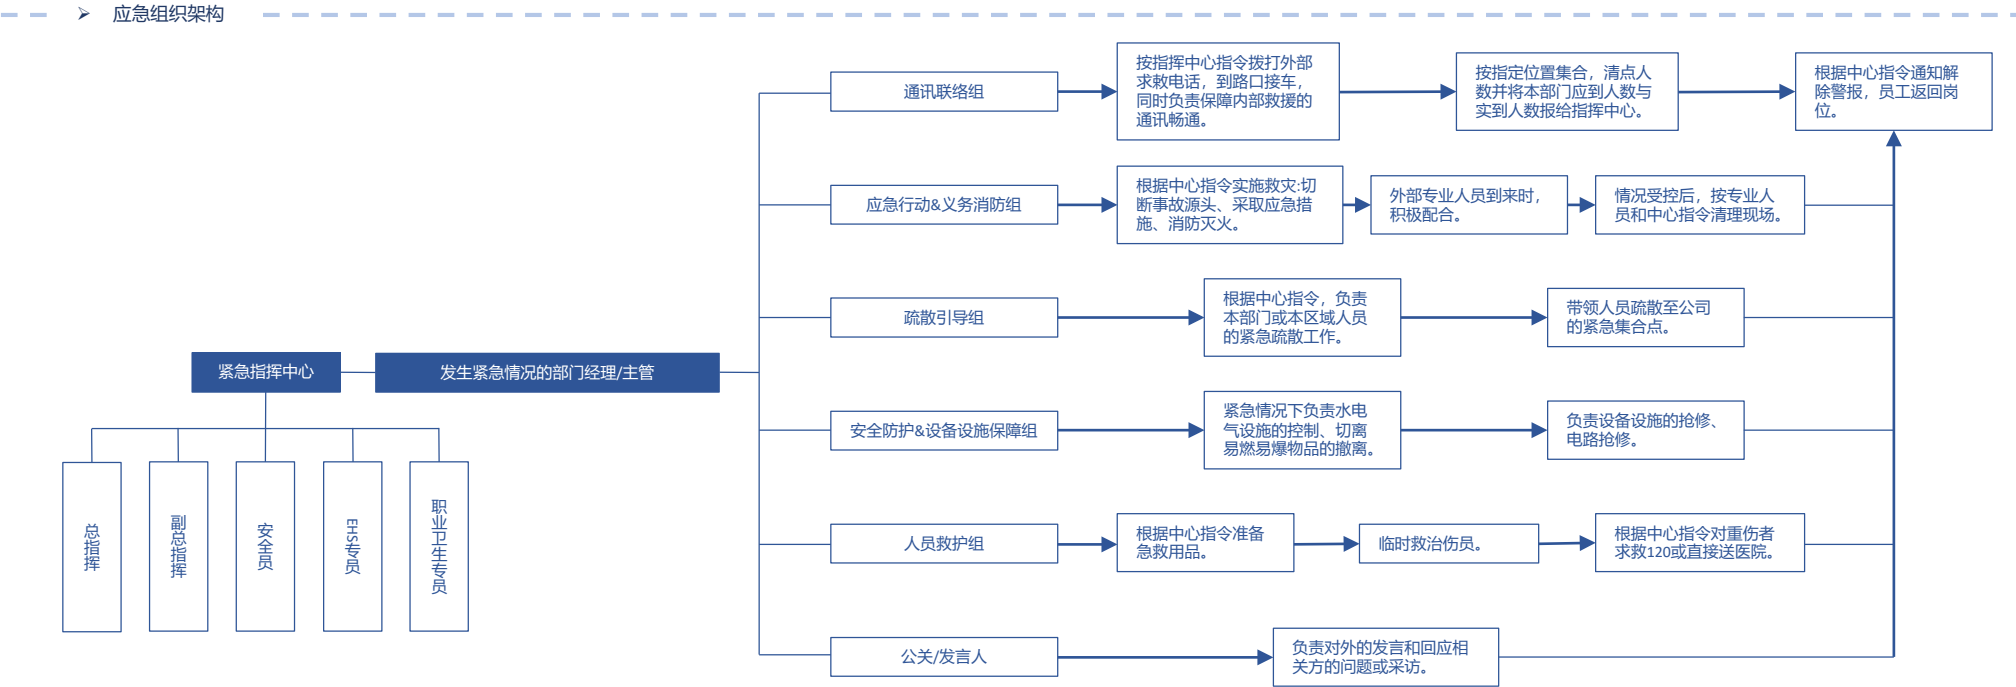 应急组织架构
通讯联络组
按指挥中心指令拨打外部
求救电话，到路口接车，
同时负责保障内部救援的
通讯畅通。
按指定位置集合，清点人
数并将本部门应到人数与
实到人数报给指挥中心。
根据中心指令通知解
除警报，员工返回岗
位。
应急行动&义务消防组
根据中心指令实施救灾:切
断事故源头、采取应急措
施、消防灭火。
外部专业人员到来时，
积极配合。
情况受控后，按专业人
员和中心指令清理现场。
疏散引导组
根据中心指令，负责
本部门或本区域人员
的紧急疏散工作。
带领人员疏散至公司
的紧急集合点。
紧急指挥中心
发生紧急情况的部门经理/主管
安全防护&设备设施保障组
紧急情况下负责水电
气设施的控制、切离
易燃易爆物品的撤离。
负责设备设施的抢修、
电路抢修。
总指挥
副总指挥
安全员
EHS专员
职业卫生专员
人员救护组
根据中心指令准备
急救用品。
临时救治伤员。
根据中心指令对重伤者
求救120或直接送医院。
公关/发言人
负责对外的发言和回应相
关方的问题或采访。